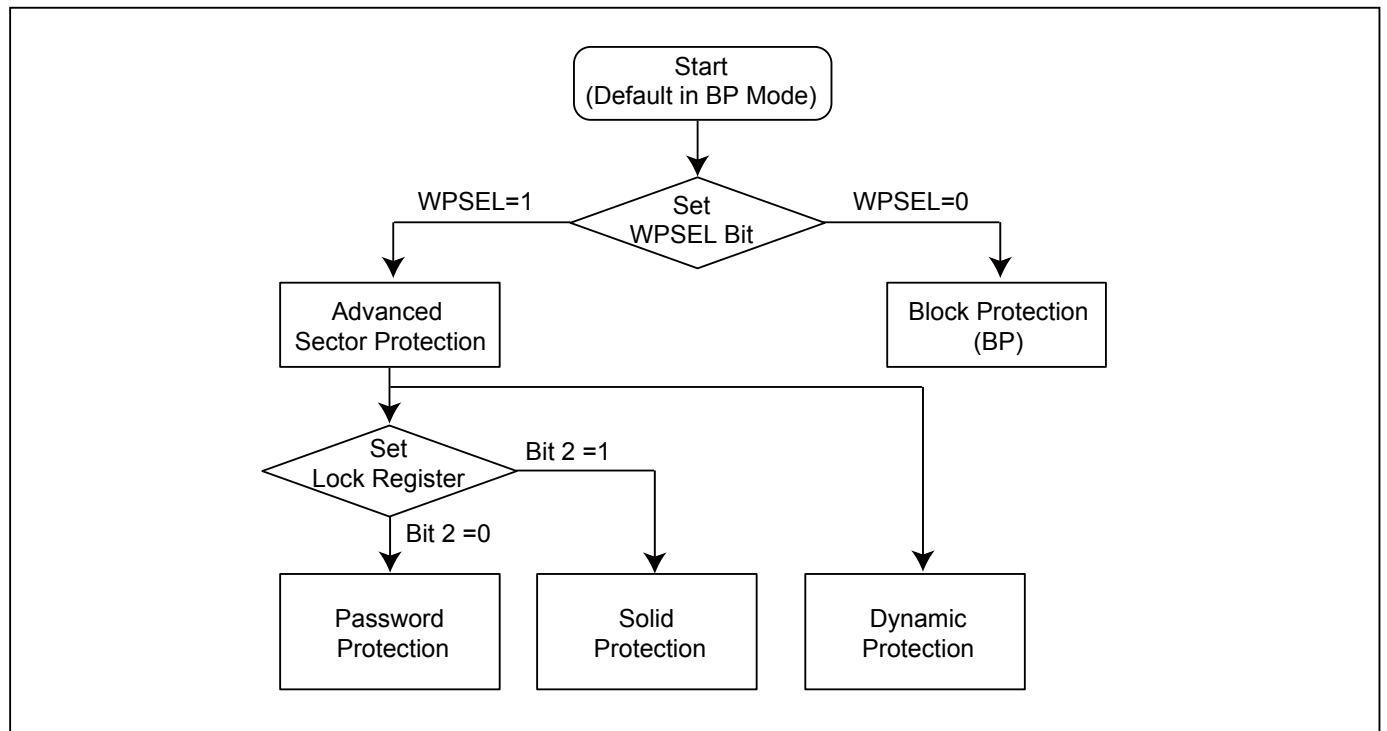 Start
(Default in BP Mode)
WPSEL=1
Set
WPSEL Bit
WPSEL=0
Advanced
Sector Protection
Block Protection
(BP)
Set
Lock Register
Bit 2 =1
Bit 2 =0
Password
Protection
Solid
Protection
Dynamic
Protection